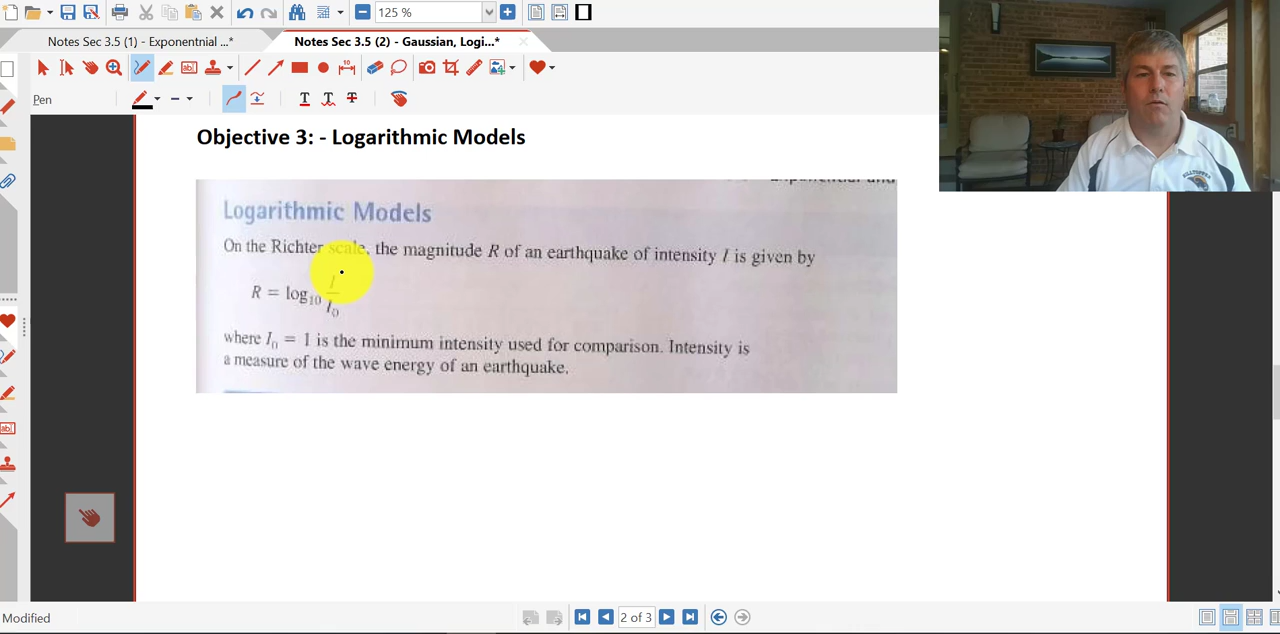 125 %
Notes Sec 3.5 (1) - Exponentnial ...*
Notes Sec 3.5 (2) - Gaussian, Logi...*
Pen
Objective 3: - Logarithmic Models
Logarithmic Models
On the Richter scale, the magnitude R of an earthquake of intensity I is given by
R = log₁₀ I/I₀
where I₀ = 1 is the minimum intensity used for comparison. Intensity is
a measure of the wave energy of an earthquake.
Modified
2 of 3